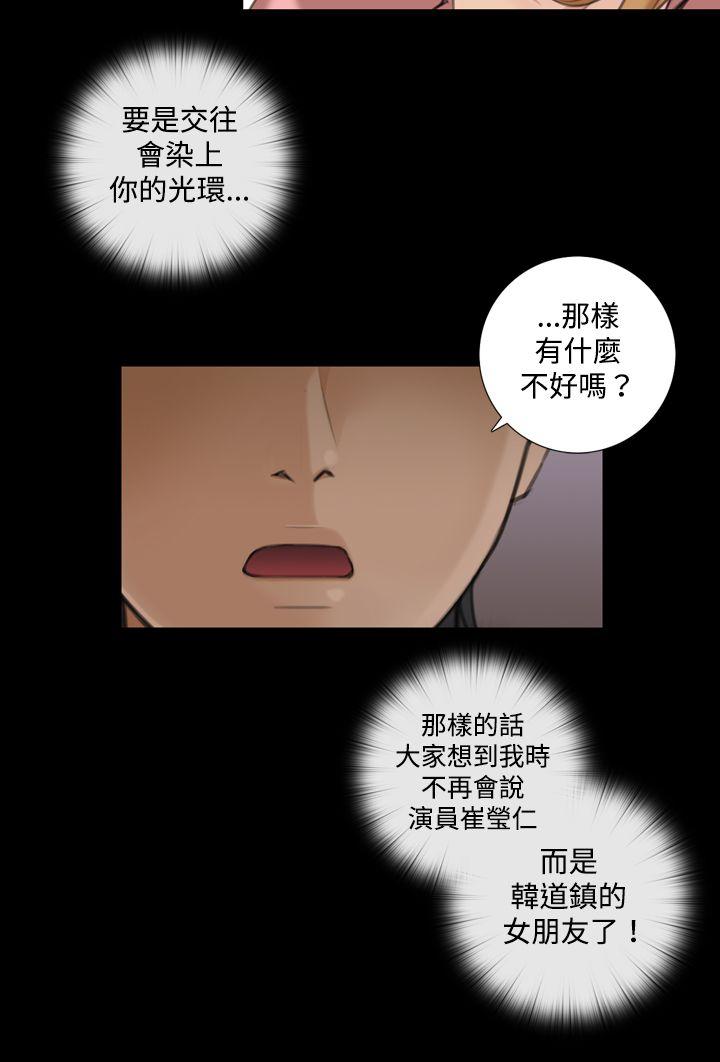 要是交往
會染上
你的光環...
...那樣
有什麼
不好嗎？
那樣的話
大家想到我時
不再會說
演員崔瑩仁
而是
韓道鎮的
女朋友了！